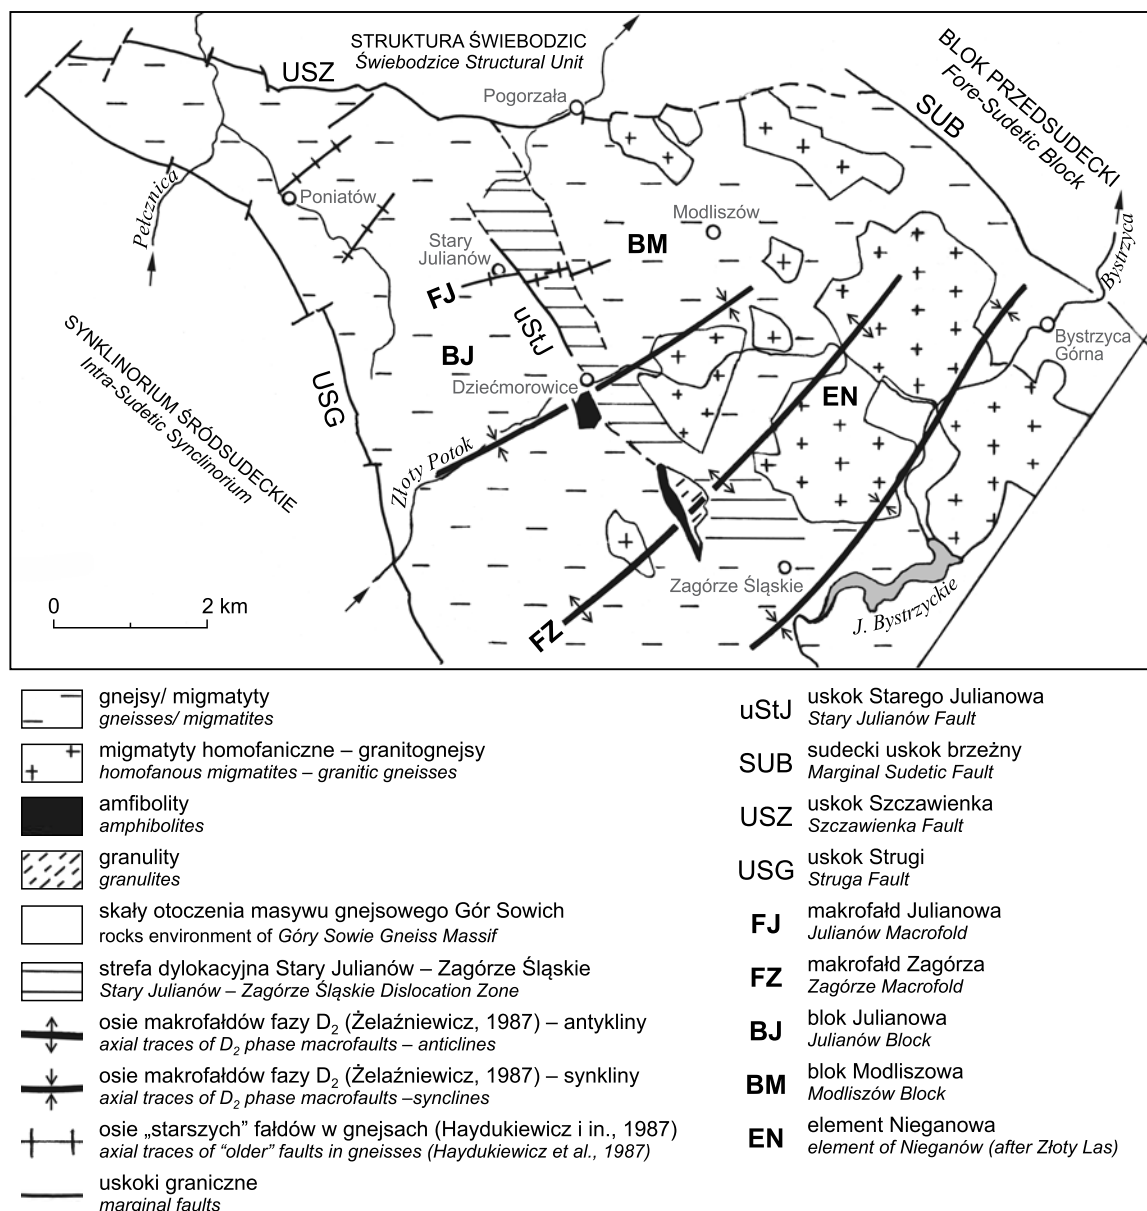 STRUKTURA ŚWIEBODZIC
Świebodzice Structural Unit
USZ
Pogorzała
BLOK PRZEDSUDECKI
Fore-Sudetic Block
SUB
Pełcznica
Poniatów
Modliszów
Stary
Julianów
BM
FJ
uStJ
Bystrzyca
Bystrzyca
Górna
SYNKLINORIUM ŚRÓDSUDECKIE
Intra-Sudetic Synclinorium
USG
BJ
Dziećmorowice
EN
Złoty Potok
Zagórze Śląskie
J. Bystrzyckie
FZ
0 2 km
gnejsy/ migmatyty
gneisses/ migmatites
migmatyty homofaniczne – granitognejsy
homofanous migmatites – granitic gneisses
amfibolity
amphibolites
granulity
granulites
skały otoczenia masywu gnejsowego Gór Sowich
rocks environment of Góry Sowie Gneiss Massif
strefa dylokacyjna Stary Julianów – Zagórze Śląskie
Stary Julianów – Zagórze Śląskie Dislocation Zone
osie makrofałdów fazy D2 (Żelaźniewicz, 1987) – antykliny
axial traces of D2 phase macrofaults – anticlines
osie makrofałdów fazy D2 (Żelaźniewicz, 1987) – synkliny
axial traces of D2 phase macrofaults –synclines
osie „starszych” fałdów w gnejsach (Haydukiewicz i in., 1987)
axial traces of “older” faults in gneisses (Haydukiewicz et al., 1987)
uskoki graniczne
marginal faults
uStJ uskok Starego Julianowa
Stary Julianów Fault
SUB sudecki uskok brzeżny
Marginal Sudetic Fault
USZ uskok Szczawienka
Szczawienka Fault
USG uskok Strugi
Struga Fault
FJ makrofałd Julianowa
Julianów Macrofold
FZ makrofałd Zagórza
Zagórze Macrofold
BJ blok Julianowa
Julianów Block
BM blok Modliszowa
Modliszów Block
EN element Nieganowa
element of Nieganów (after Złoty Las)